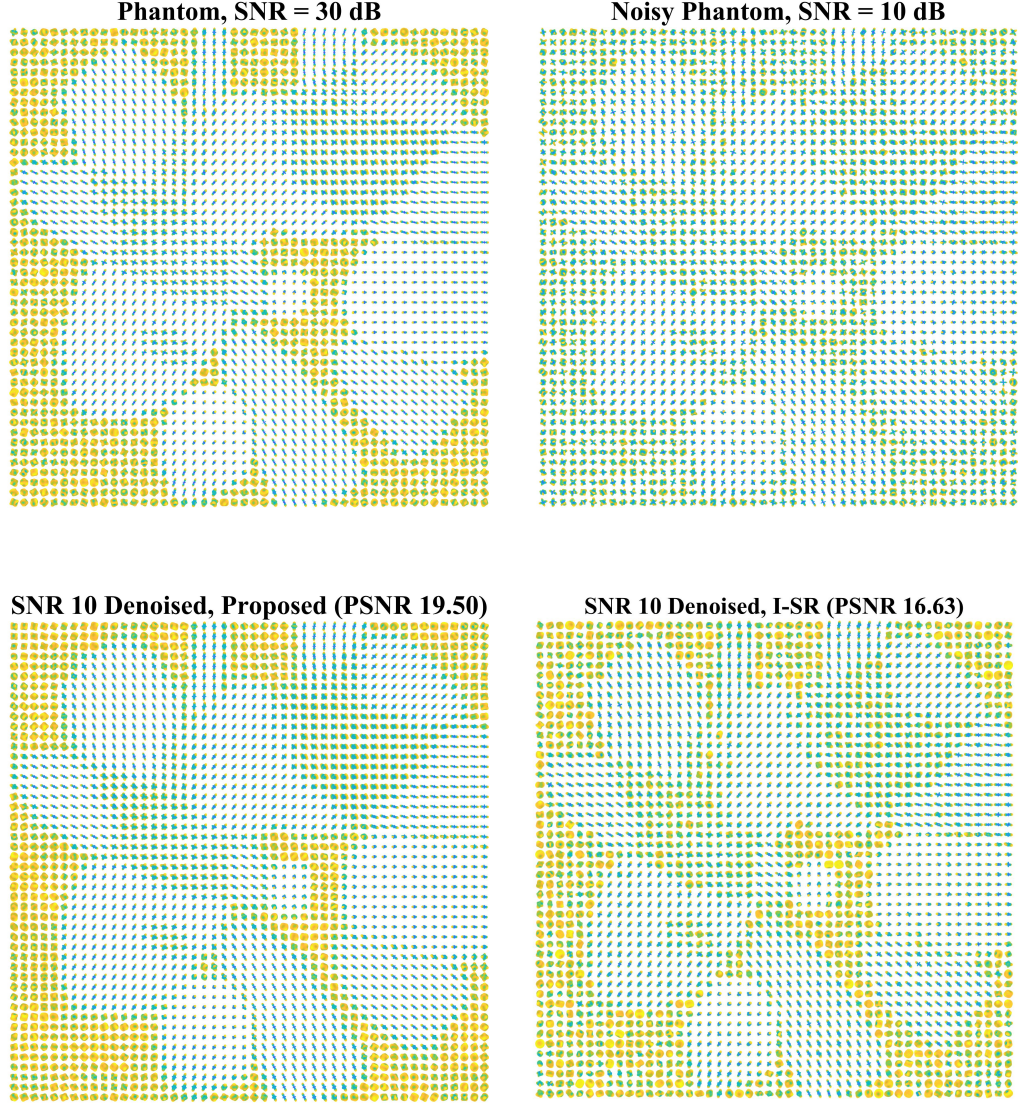 Phantom, SNR = 30 dB
Noisy Phantom, SNR = 10 dB
SNR 10 Denoised, Proposed (PSNR 19.50)
SNR 10 Denoised, I-SR (PSNR 16.63)